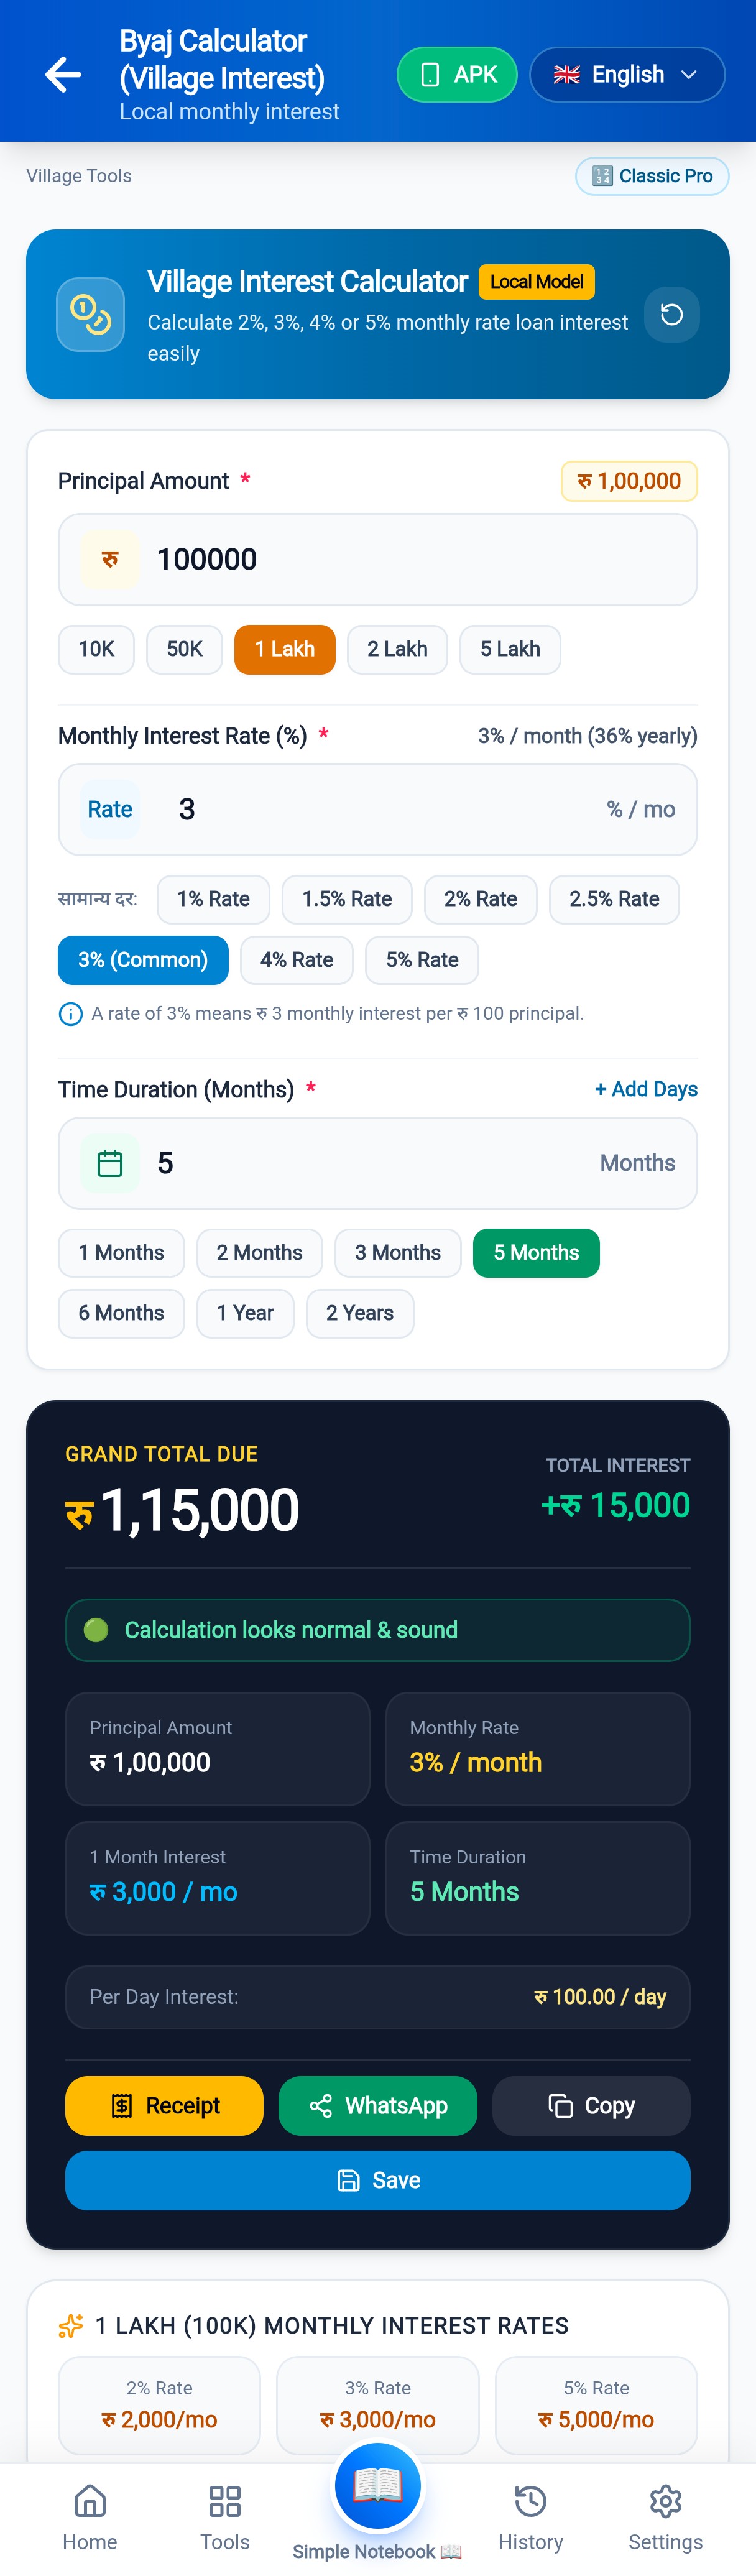 Byaj Calculator
(Village Interest)
Local monthly interest
APK
🇬🇧 English
Village Tools
🔢 Classic Pro
Village Interest Calculator Local Model
Calculate 2%, 3%, 4% or 5% monthly rate loan interest
easily
Principal Amount *
रु 1,00,000
रु 100000
10K 50K 1 Lakh 2 Lakh 5 Lakh
Monthly Interest Rate (%) * 3% / month (36% yearly)
Rate 3 % / mo
सामान्य दर: 1% Rate 1.5% Rate 2% Rate 2.5% Rate
3% (Common) 4% Rate 5% Rate
A rate of 3% means रु 3 monthly interest per रु 100 principal.
Time Duration (Months) * + Add Days
5 Months
1 Months 2 Months 3 Months 5 Months
6 Months 1 Year 2 Years
GRAND TOTAL DUE
रु 1,15,000
TOTAL INTEREST
+रु 15,000
🟢 Calculation looks normal & sound
Principal Amount
रु 1,00,000
Monthly Rate
3% / month
1 Month Interest
रु 3,000 / mo
Time Duration
5 Months
Per Day Interest: रु 100.00 / day
Receipt WhatsApp Copy
Save
1 LAKH (100K) MONTHLY INTEREST RATES
2% Rate
रु 2,000/mo
3% Rate
रु 3,000/mo
5% Rate
रु 5,000/mo
Home Tools Simple Notebook 📖 History Settings